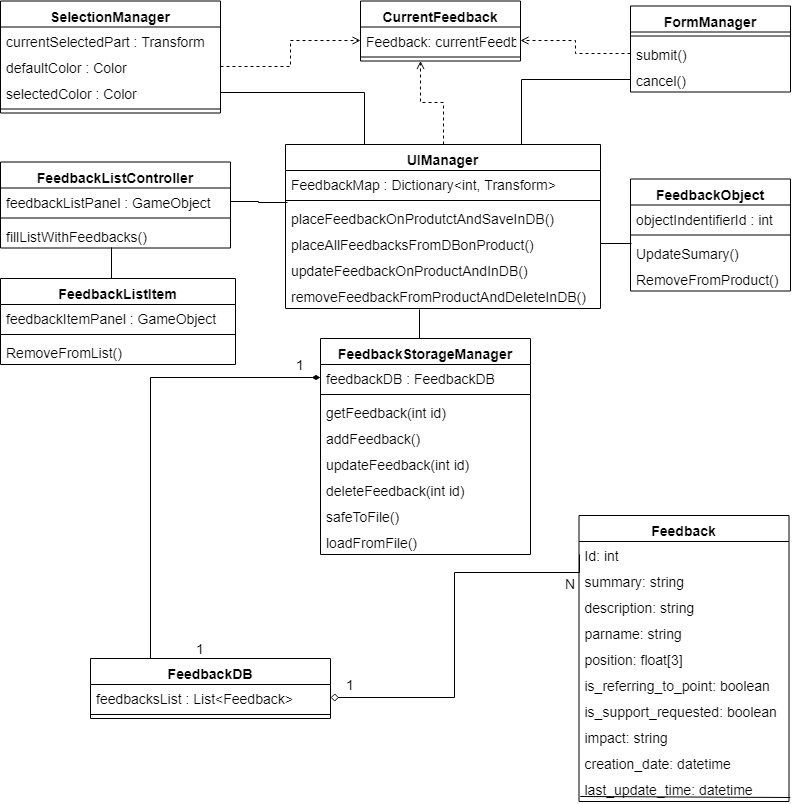 SelectionManager
currentSelectedPart : Transform
defaultColor : Color
selectedColor : Color
CurrentFeedback
Feedback: currentFeedb
FormManager
submit()
cancel()
UIManager
FeedbackMap : Dictionary<int, Transform>
placeFeedbackOnProdutctAndSaveInDB()
placeAllFeedbacksFromDBonProduct()
updateFeedbackOnProductAndInDB()
removeFeedbackFromProductAndDeleteInDB()
FeedbackListController
feedbackListPanel : GameObject
fillListWithFeedbacks()
FeedbackObject
objectIndentifierId : int
UpdateSumary()
RemoveFromProduct()
FeedbackListItem
feedbackItemPanel : GameObject
RemoveFromList()
FeedbackStorageManager
feedbackDB : FeedbackDB
getFeedback(int id)
addFeedback()
updateFeedback(int id)
deleteFeedback(int id)
safeToFile()
loadFromFile()
1
1
FeedbackDB
feedbacksList : List<Feedback>
1
N
Feedback
Id: int
summary: string
description: string
parname: string
position: float[3]
is_referring_to_point: boolean
is_support_requested: boolean
impact: string
creation_date: datetime
last_update_time: datetime